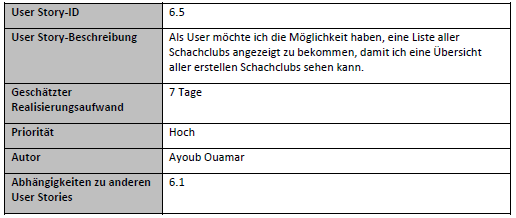 User Story-ID 6.5
User Story-Beschreibung Als User möchte ich die Möglichkeit haben, eine Liste aller
Schachclubs angezeigt zu bekommen, damit ich eine Übersicht
aller erstellen Schachclubs sehen kann.
Geschätzter 7 Tage
Realisierungsaufwand
Priorität Hoch
Autor Ayoub Ouamar
Abhängigkeiten zu anderen 6.1
User Stories